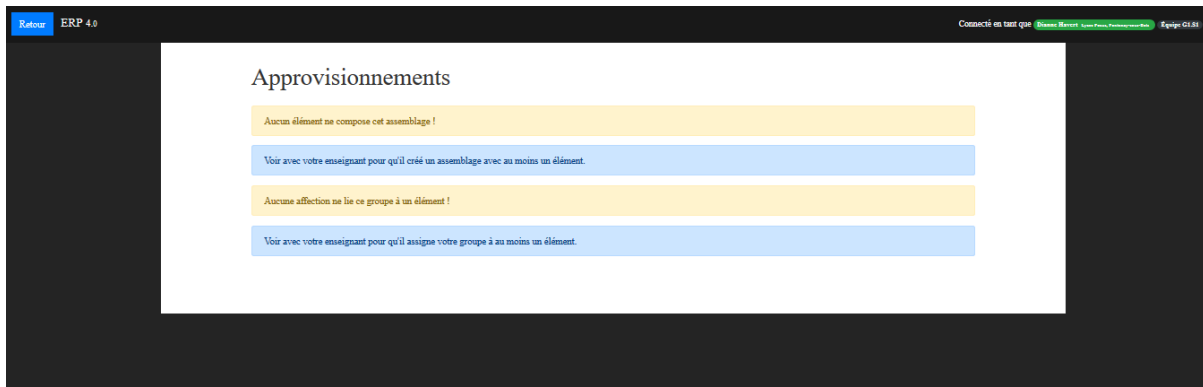 Retour ERP 4.0 Connecté en tant que Équipe G1.S1
Approvisionnements
Aucun élément ne compose cet assemblage !
Voir avec votre enseignant pour qu'il créé un assemblage avec au moins un élément.
Aucune affection ne lie ce groupe à un élément !
Voir avec votre enseignant pour qu'il assigne votre groupe à au moins un élément.